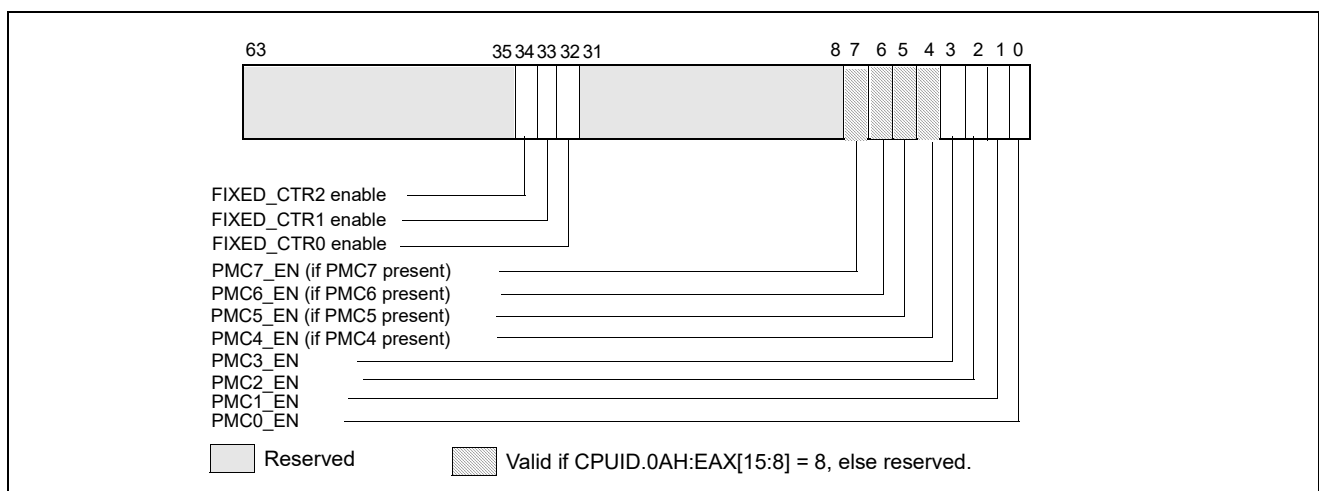 63 35 34 33 32 31 8 7 6 5 4 3 2 1 0
FIXED_CTR2 enable
FIXED_CTR1 enable
FIXED_CTR0 enable
PMC7_EN (if PMC7 present)
PMC6_EN (if PMC6 present)
PMC5_EN (if PMC5 present)
PMC4_EN (if PMC4 present)
PMC3_EN
PMC2_EN
PMC1_EN
PMC0_EN
Reserved Valid if CPUID.0AH:EAX[15:8] = 8, else reserved.